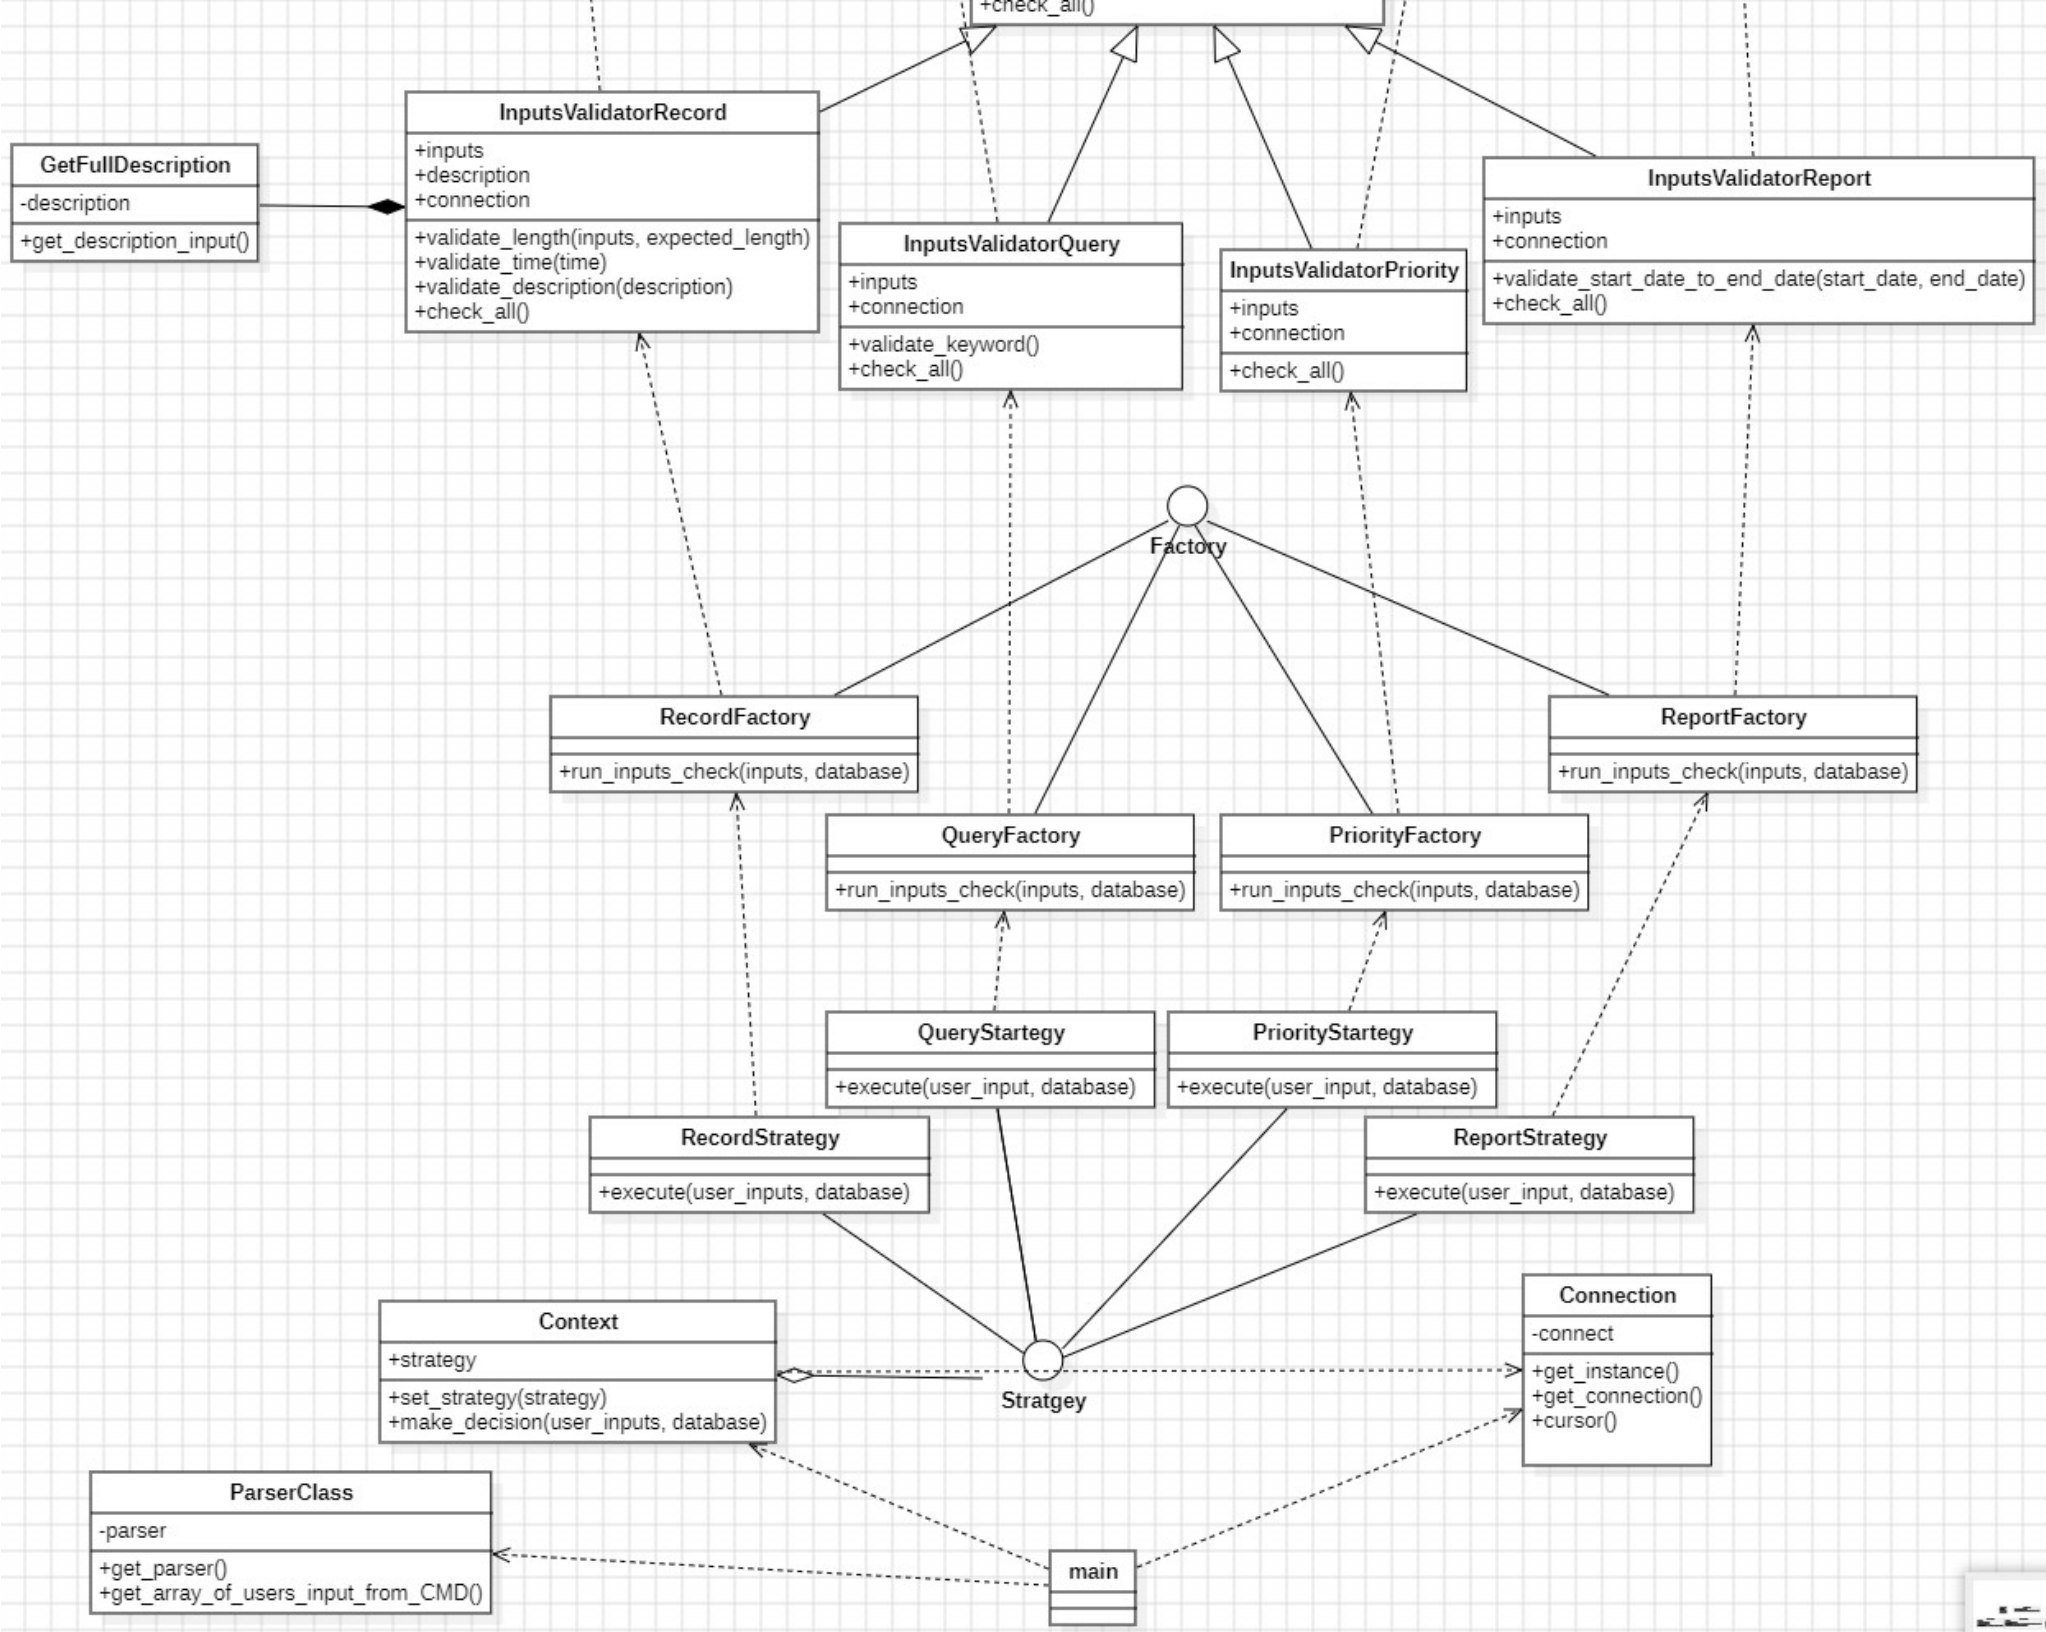 +check_all()
InputsValidatorRecord
+inputs
+description
+connection
+validate_length(inputs, expected_length)
+validate_time(time)
+validate_description(description)
+check_all()
GetFullDescription
-description
+get_description_input()
InputsValidatorQuery
+inputs
+connection
+validate_keyword()
+check_all()
InputsValidatorPriority
+inputs
+connection
+check_all()
InputsValidatorReport
+inputs
+connection
+validate_start_date_to_end_date(start_date, end_date)
+check_all()
Factory
RecordFactory
+run_inputs_check(inputs, database)
ReportFactory
+run_inputs_check(inputs, database)
QueryFactory
+run_inputs_check(inputs, database)
PriorityFactory
+run_inputs_check(inputs, database)
QueryStartegy
+execute(user_input, database)
PriorityStartegy
+execute(user_input, database)
RecordStrategy
+execute(user_inputs, database)
ReportStrategy
+execute(user_input, database)
Context
+strategy
+set_strategy(strategy)
+make_decision(user_inputs, database)
Stratgey
Connection
-connect
+get_instance()
+get_connection()
+cursor()
ParserClass
-parser
+get_parser()
+get_array_of_users_input_from_CMD()
main